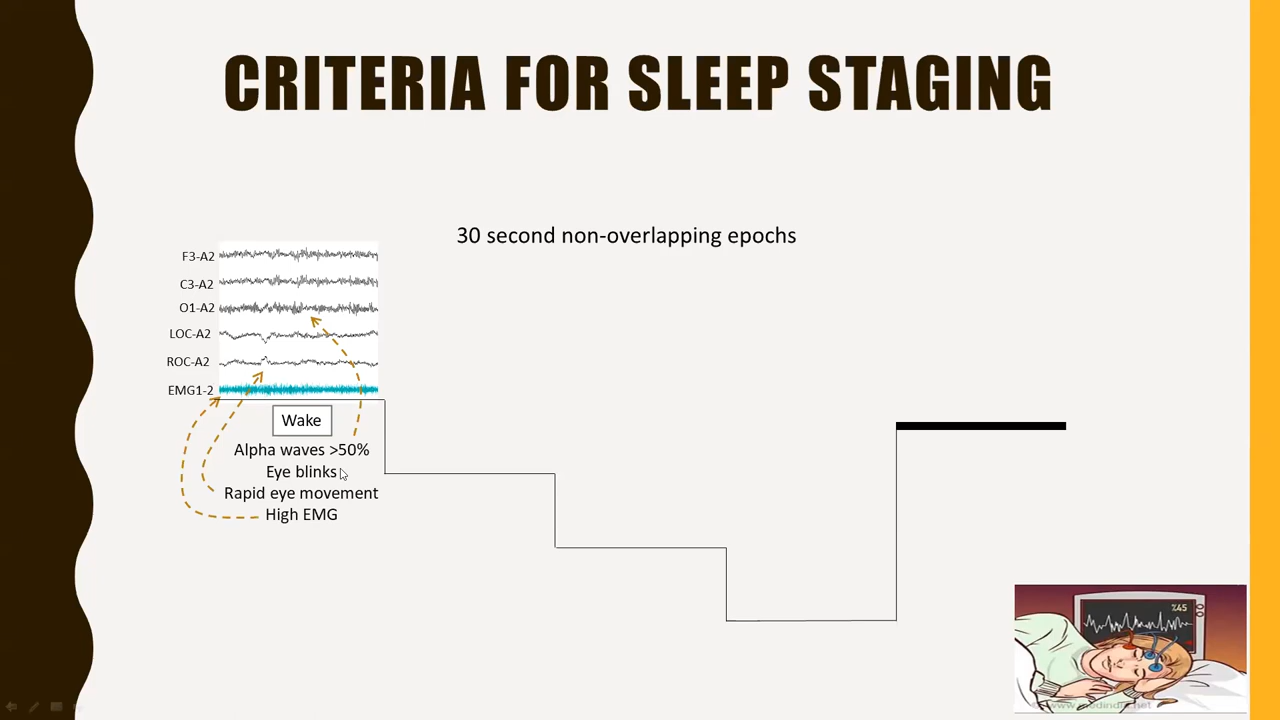 CRITERIA FOR SLEEP STAGING
30 second non-overlapping epochs
F3-A2
C3-A2
O1-A2
LOC-A2
ROC-A2
EMG1-2
Wake
Alpha waves >50%
Eye blinks
Rapid eye movement
High EMG
%45